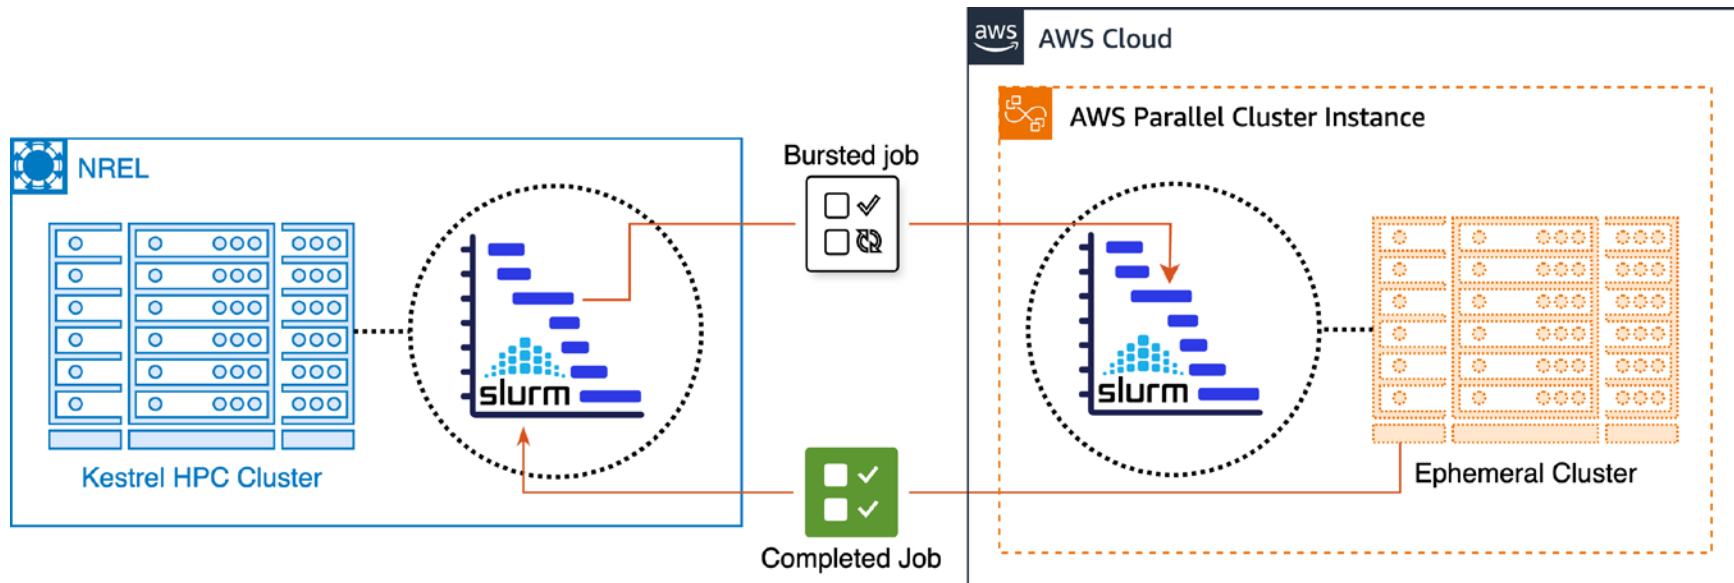 aws
AWS Cloud
AWS Parallel Cluster Instance
NREL
Bursted job
slurm
slurm
Kestrel HPC Cluster
Ephemeral Cluster
Completed Job